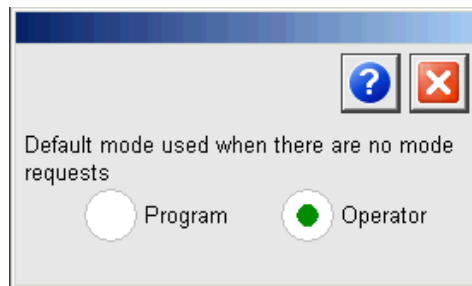 ?
Default mode used when there are no mode
requests
Program Operator